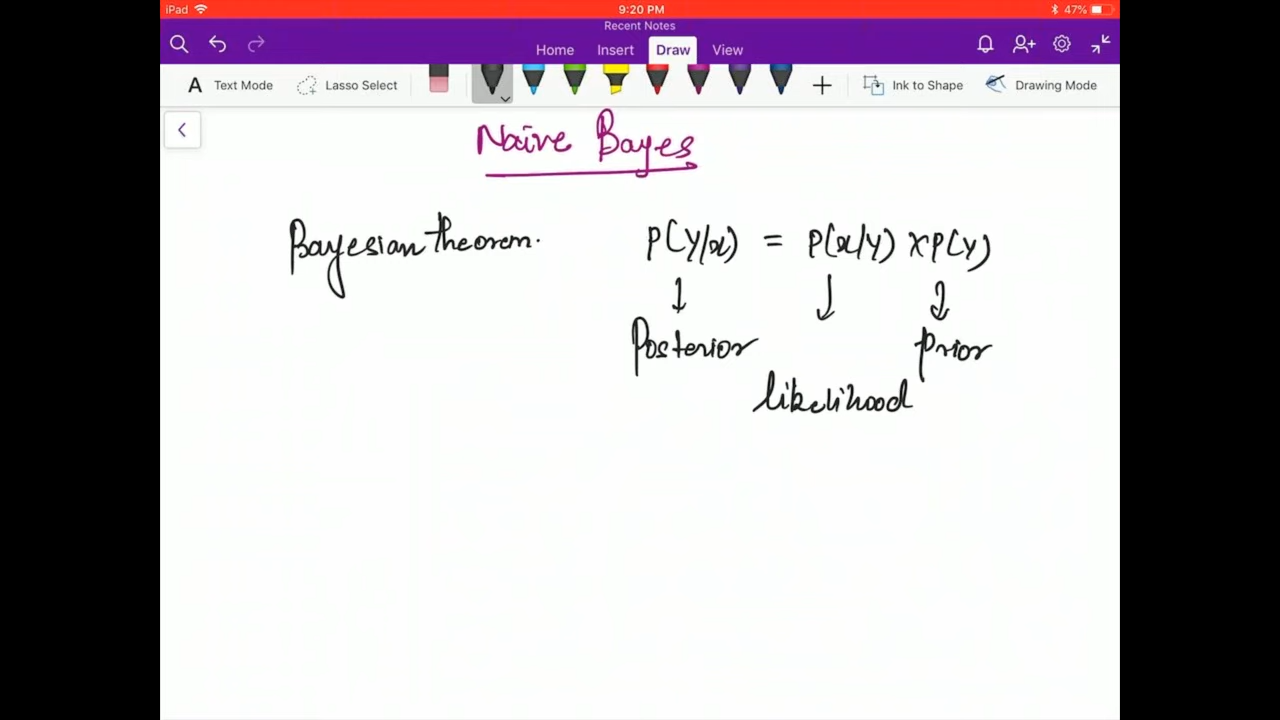 iPad 9:20 PM 47%
Recent Notes
Home Insert Draw View
A Text Mode Lasso Select Ink to Shape Drawing Mode
Naive Bayes
Bayesian theorem. P(Y/x) = P(x/Y) x P(Y)
Posterior Prior
likelihood